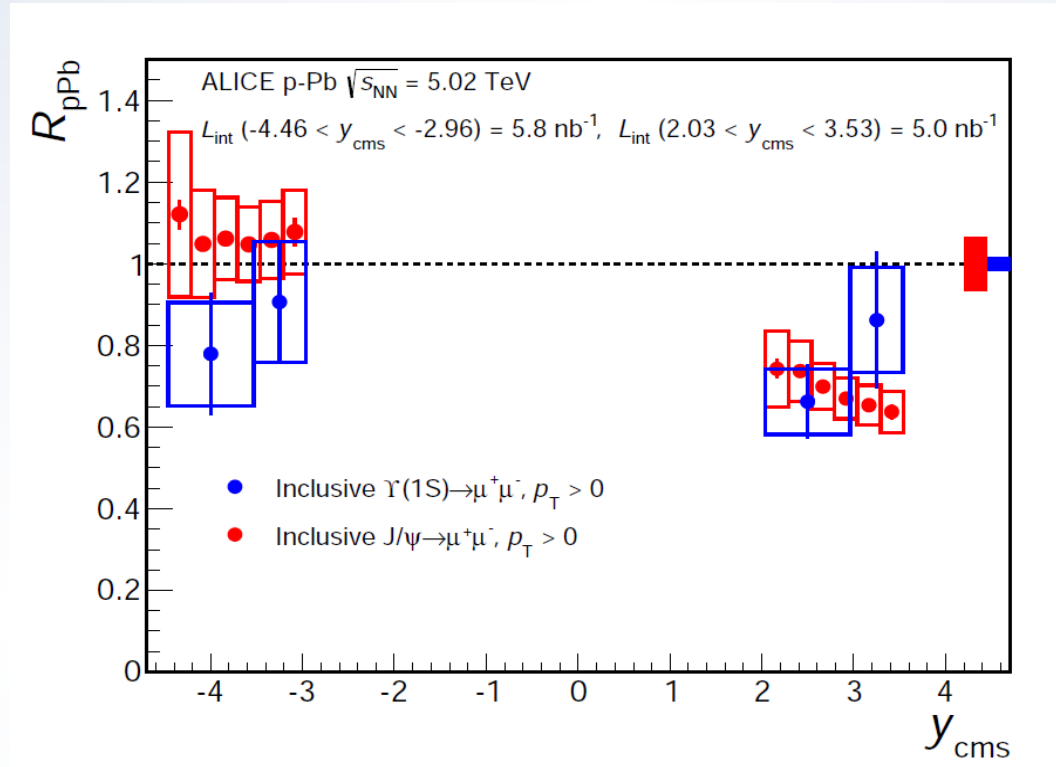 R_pPb
ALICE p-Pb √s_NN = 5.02 TeV
L_int (-4.46 < y_cms < -2.96) = 5.8 nb⁻¹, L_int (2.03 < y_cms < 3.53) = 5.0 nb⁻¹
1.4
1.2
1
0.8
0.6
Inclusive ϒ(1S)→μ⁺μ⁻, p_T > 0
0.4
Inclusive J/ψ→μ⁺μ⁻, p_T > 0
0.2
0
-4 -3 -2 -1 0 1 2 3 4
y_cms